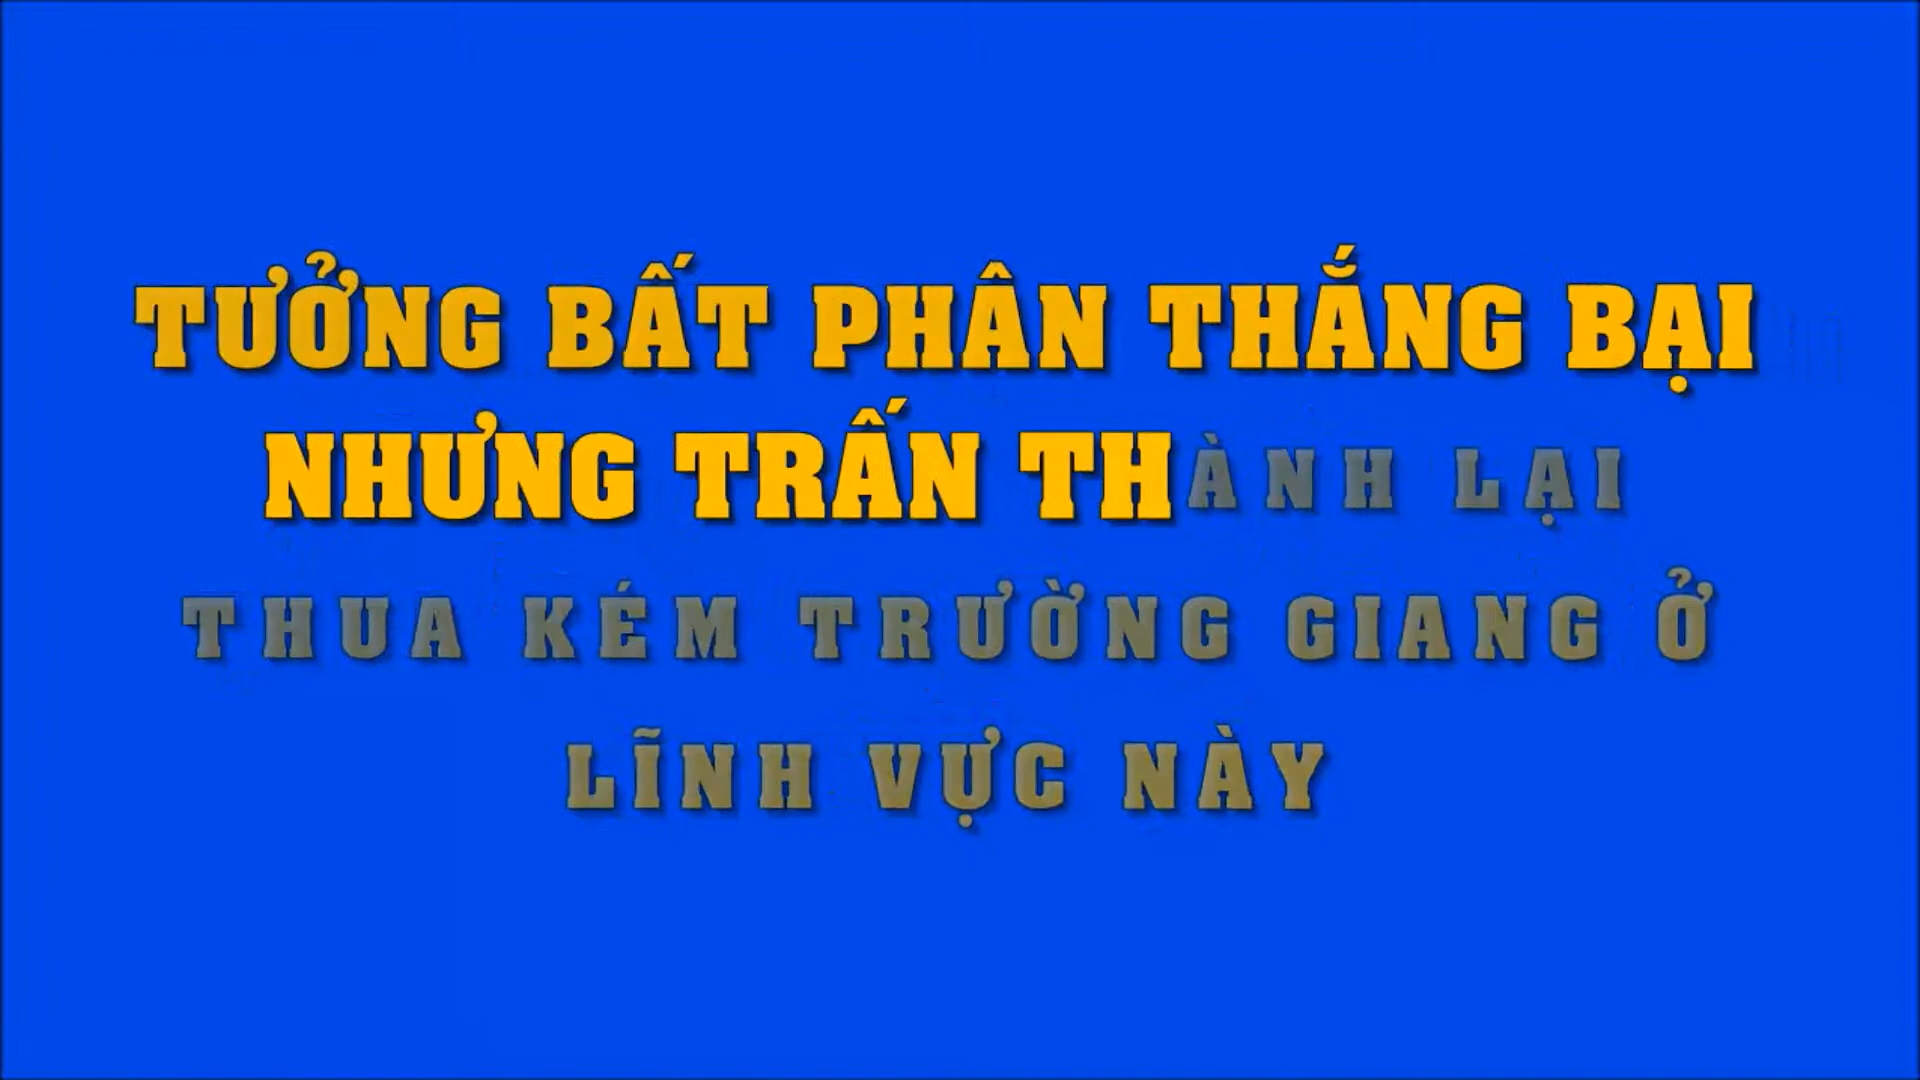 TƯỞNG BẤT PHÂN THẮNG BẠI
NHƯNG TRẤN THÀNH LẠI
THUA KÉM TRƯỜNG GIANG Ở
LĨNH VỰC NÀY